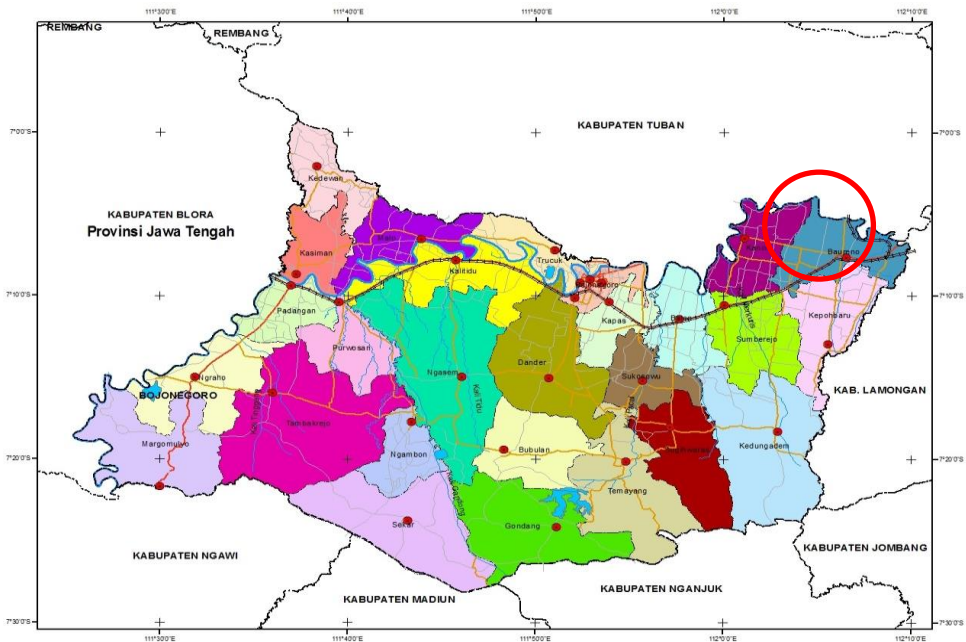 111°30'0"E 111°40'0"E 111°50'0"E 112°0'0"E 112°10'0"E
REMBANG
REMBANG
KABUPATEN TUBAN
7°00'S 7°00'S
Kedewan
KABUPATEN BLORA
Provinsi Jawa Tengah
Kasiman
Kalitidu
Trucuk
Baureno
7°10'0"S 7°10'0"S
Padangan
Kapas
Kepohbaru
Sumberejo
Purwosari
Dander
Ngraho
Ngasem
Kali Tidu
Sukosewu
BOJONEGORO
KAB. LAMONGAN
Tambakrejo
Margomulyo
Ngambon
Bubulan
Kedungadem
7°20'0"S 7°20'0"S
Temayang
Sekar
Gondang
KABUPATEN NGAWI
KABUPATEN JOMBANG
KABUPATEN MADIUN
KABUPATEN NGANJUK
7°30'0"S 7°30'0"S
111°30'0"E 111°40'0"E 111°50'0"E 112°0'0"E 112°10'0"E